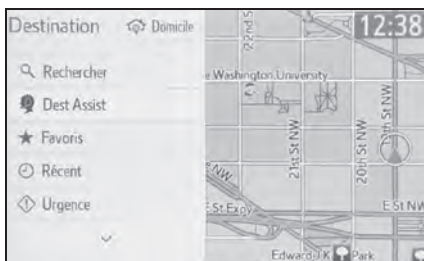 Destination Domicile
Rechercher
Dest Assist
Favoris
Récent
Urgence
12:38
22nd S
e Washington University
21st St NW
20th St NW
19th St NW
NW
E St Expy
E St NW
Edward J K Park